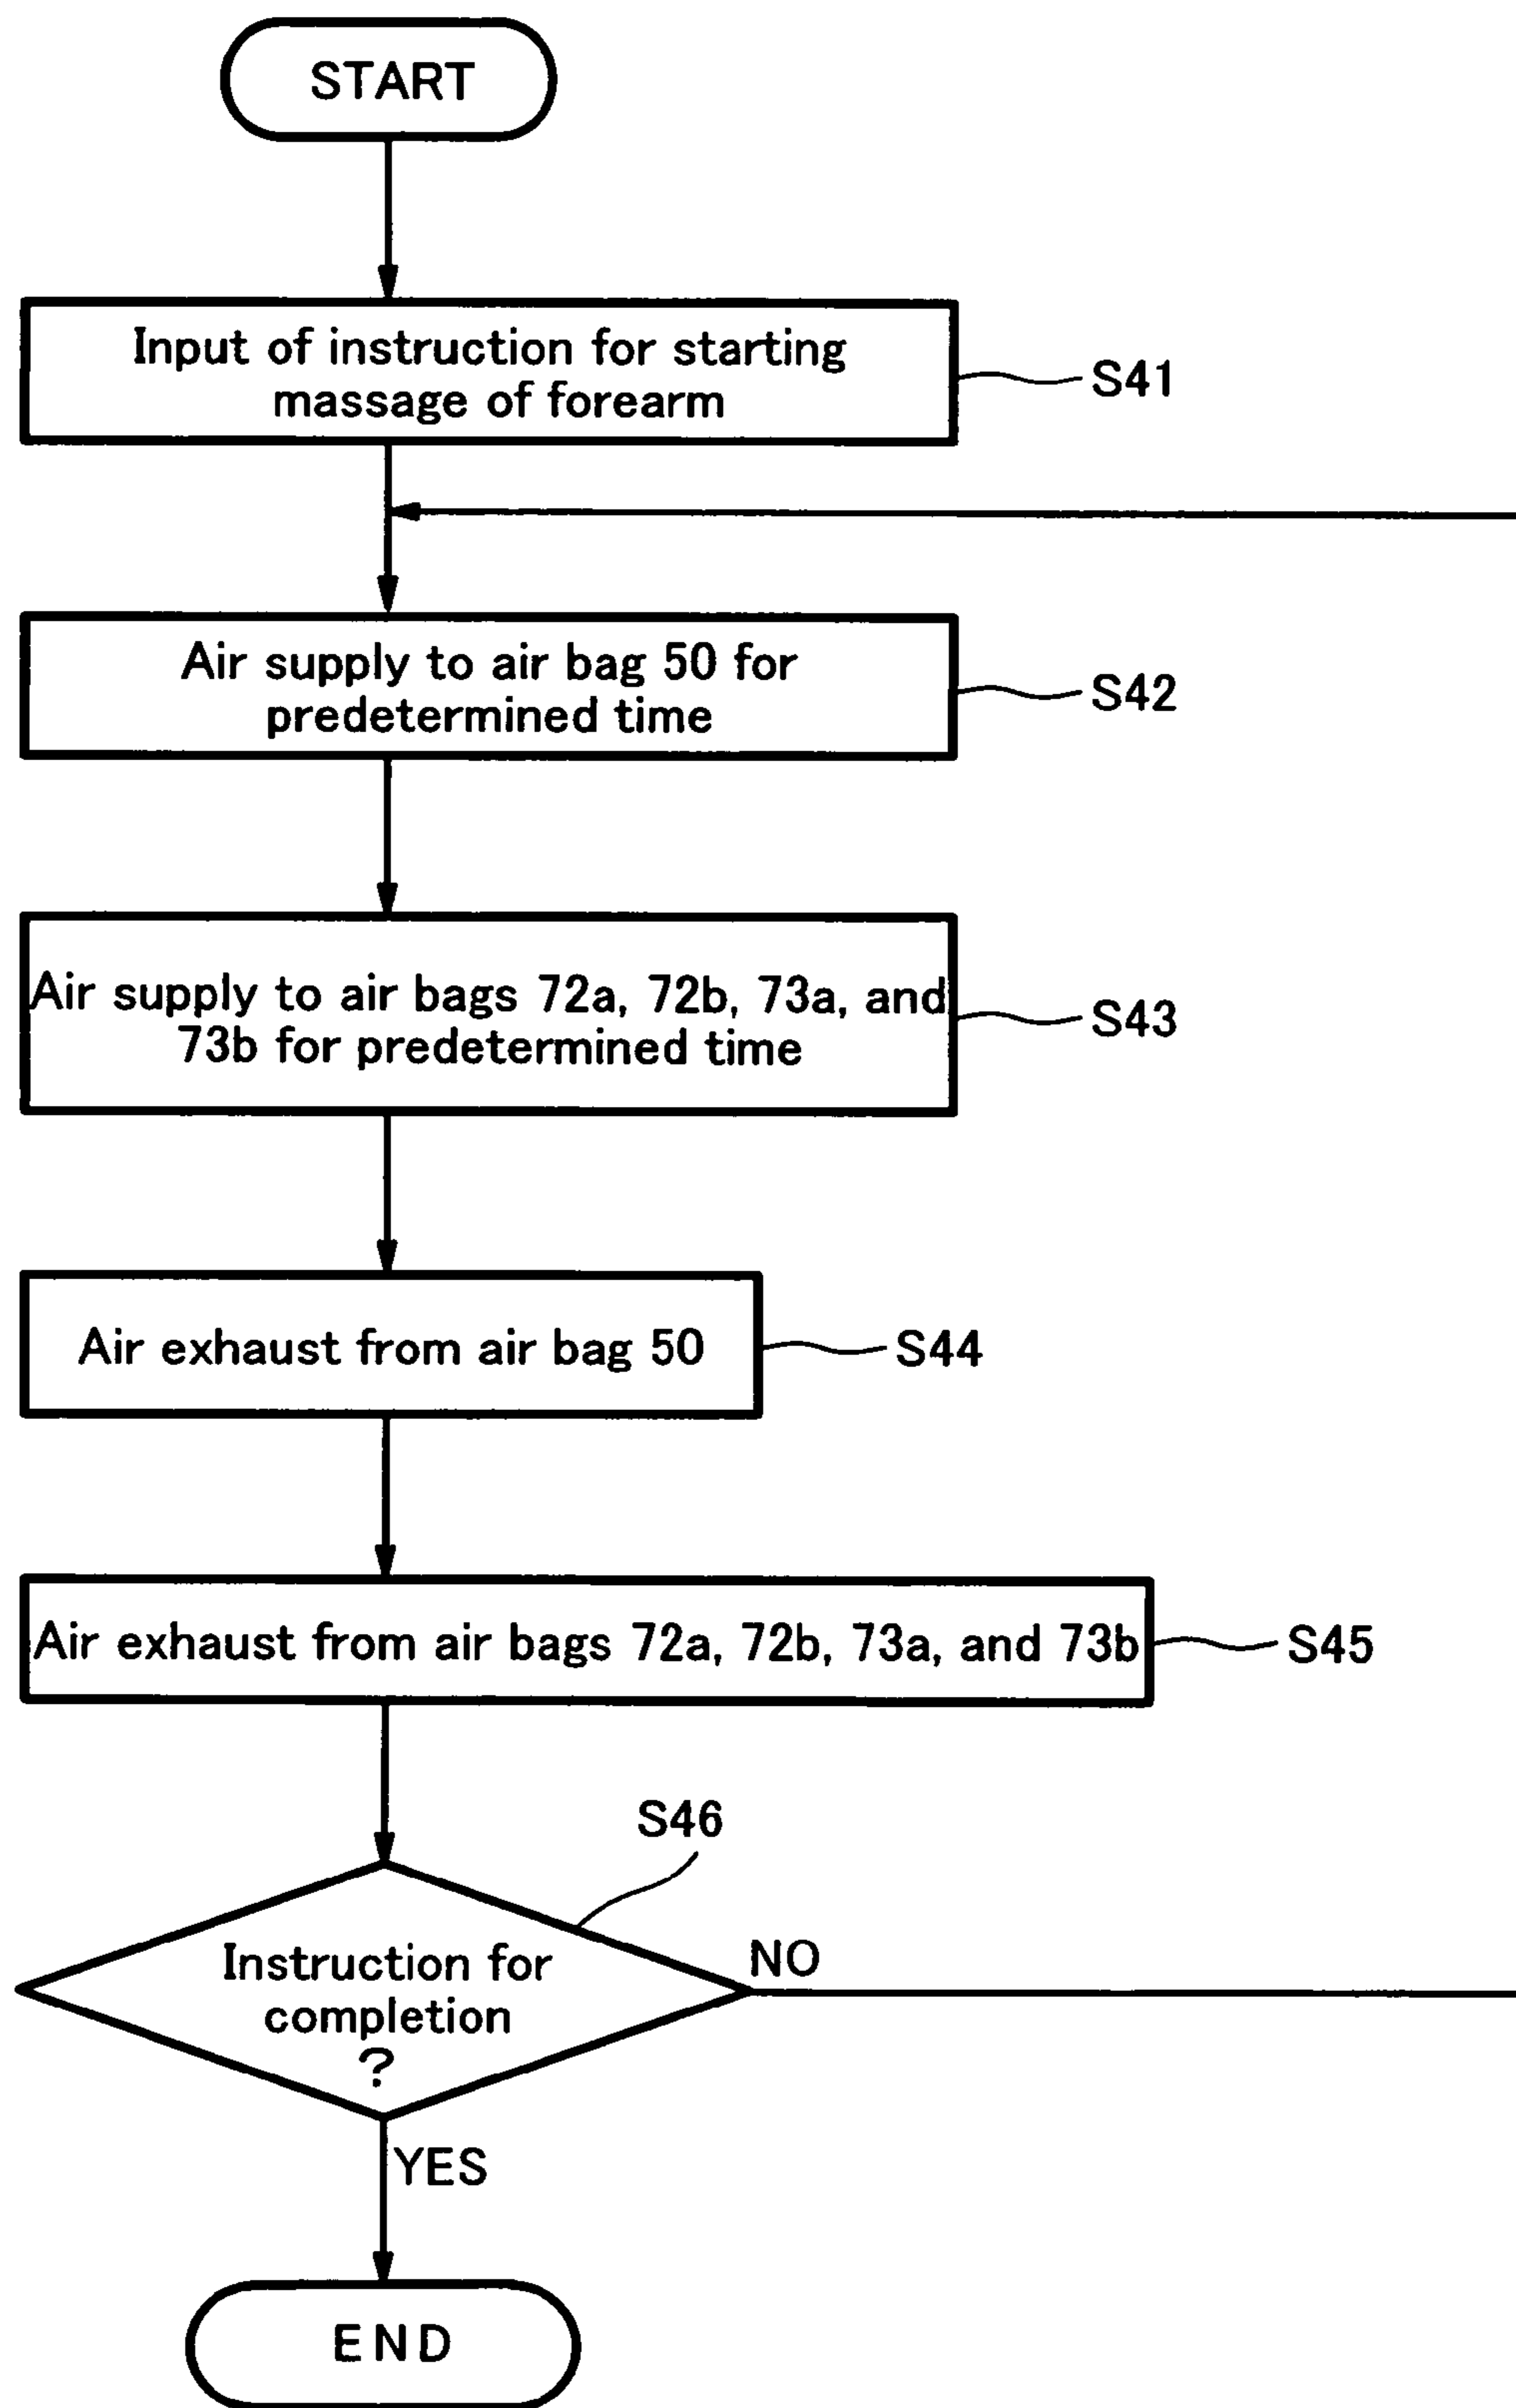 START
Input of instruction for starting
massage of forearm
S41
Air supply to air bag 50 for
predetermined time
S42
Air supply to air bags 72a, 72b, 73a, and
73b for predetermined time
S43
Air exhaust from air bag 50
S44
Air exhaust from air bags 72a, 72b, 73a, and 73b
S45
S46
Instruction for
completion
?
NO
YES
END